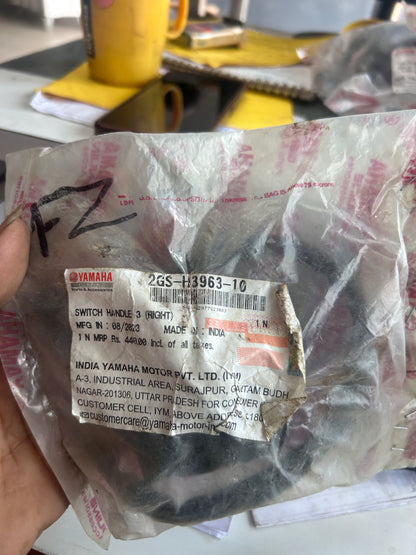 FZ
YAMAHA
2GS-H3963-10
SWITCH HANDLE 3 (RIGHT)
MFG IN : 08/2023 MADE IN : INDIA
1 N
1 N MRP Rs. 440.00 Incl. of all taxes.
INDIA YAMAHA MOTOR PVT. LTD. (IYM)
A-3, INDUSTRIAL AREA, SURAJPUR, GAUTAM BUDH
NAGAR-201306, UTTAR PRADESH FOR CONSUMER
CUSTOMER CELL, IYM, ABOVE ADDRESS
customercare@yamaha-motor-in.com